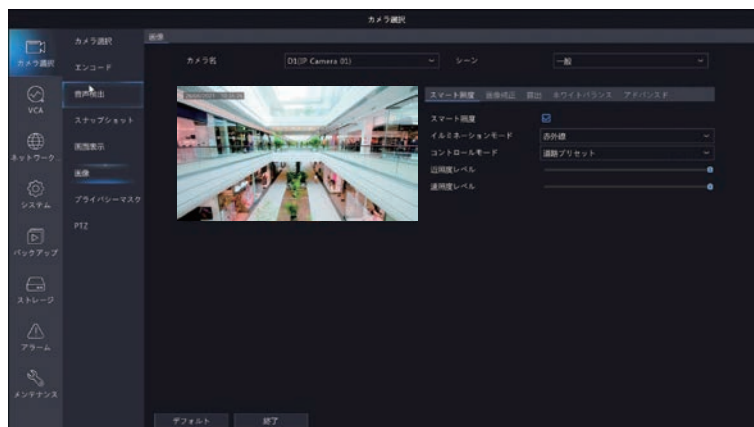 カメラ選択
カメラ選択
VCA
ネットワーク..
システム
バックアップ
ストレージ
アラーム
メンテナンス
カメラ選択
エンコード
音声検出
スナップショット
画面表示
画像
プライバシーマスク
PTZ
画像
カメラ名 D1(IP Camera 01) シーン 一般
スマート照度 画像補正 露出 ホワイトバランス アドバンスド
スマート照度
イルミネーションモード 赤外線
コントロールモード 道路プリセット
近照度レベル
遠照度レベル
デフォルト 終了